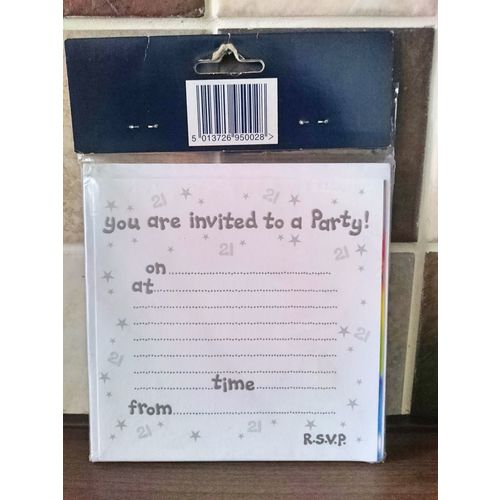 5 013726 950028 >
21 21
you are invited to a Party!
21 21
on
at
21
21
time
from
21 21
R.S.V.P.